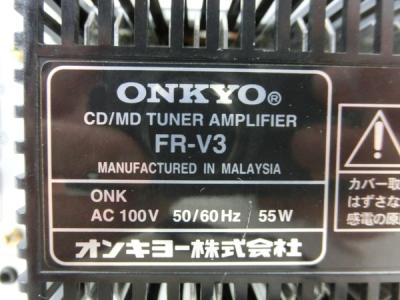 ONKYO®
CD/MD TUNER AMPLIFIER
FR-V3
MANUFACTURED IN MALAYSIA
ONK
AC 100V 50/60Hz 55W
オンキヨー株式会社
カバー取
はずさな
感電の原